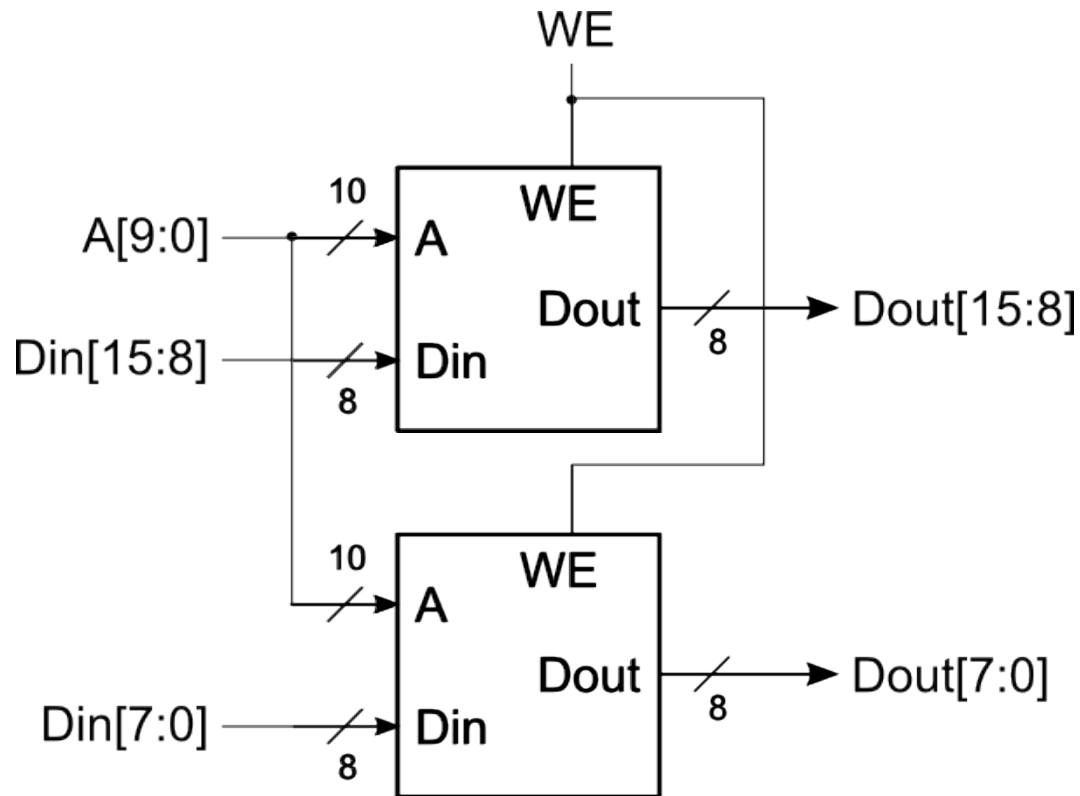 WE
10
WE
A[9:0]
A
Dout
Dout[15:8]
8
Din[15:8]
Din
8
10
WE
A
Dout
Dout[7:0]
8
Din[7:0]
Din
8